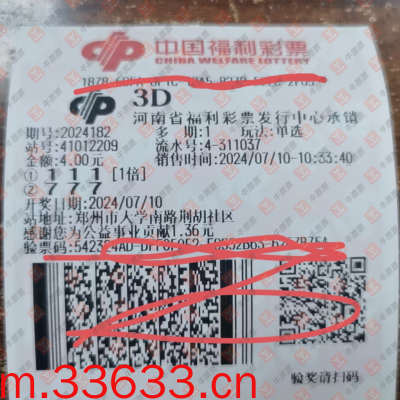 中国福利彩票
CHINA WELFARE LOTTERY
3D
河南省福利彩票发行中心承销
期号:2024182 多期:1 玩法:单选
站号:41012209 流水号:4-311037
金额:4.00元 销售时间:2024/07/10-10:33:40
① 1 1 1 [1倍]
② 7 7 7
开奖日期:2024/07/10
站址:郑州市人学南路荆胡社区
感谢您为公益事业贡献1.36元
验票码:
验奖请扫码
m.33633.cn